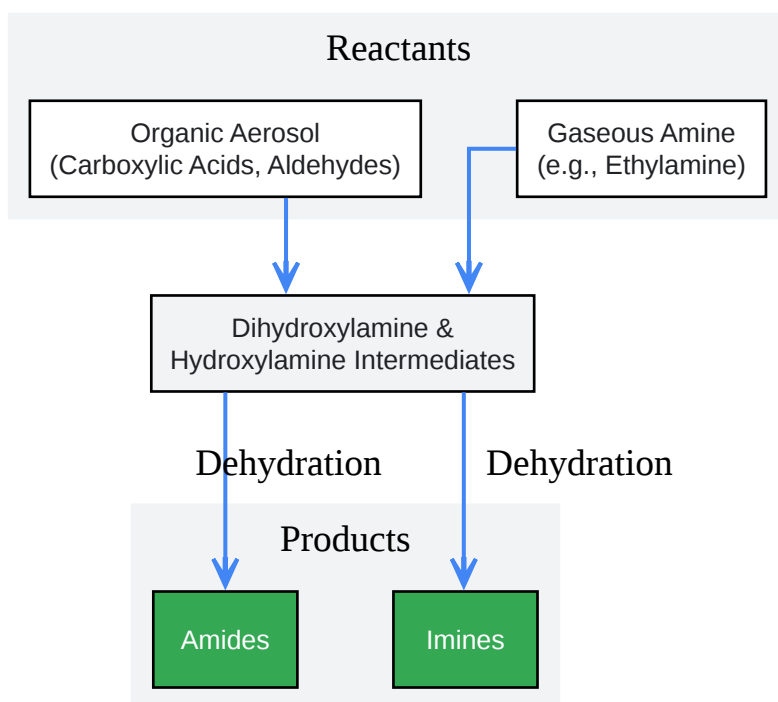 Reactants
Organic Aerosol
(Carboxylic Acids, Aldehydes)
Gaseous Amine
(e.g., Ethylamine)
Dihydroxylamine &
Hydroxylamine Intermediates
Dehydration
Dehydration
Products
Amides
Imines